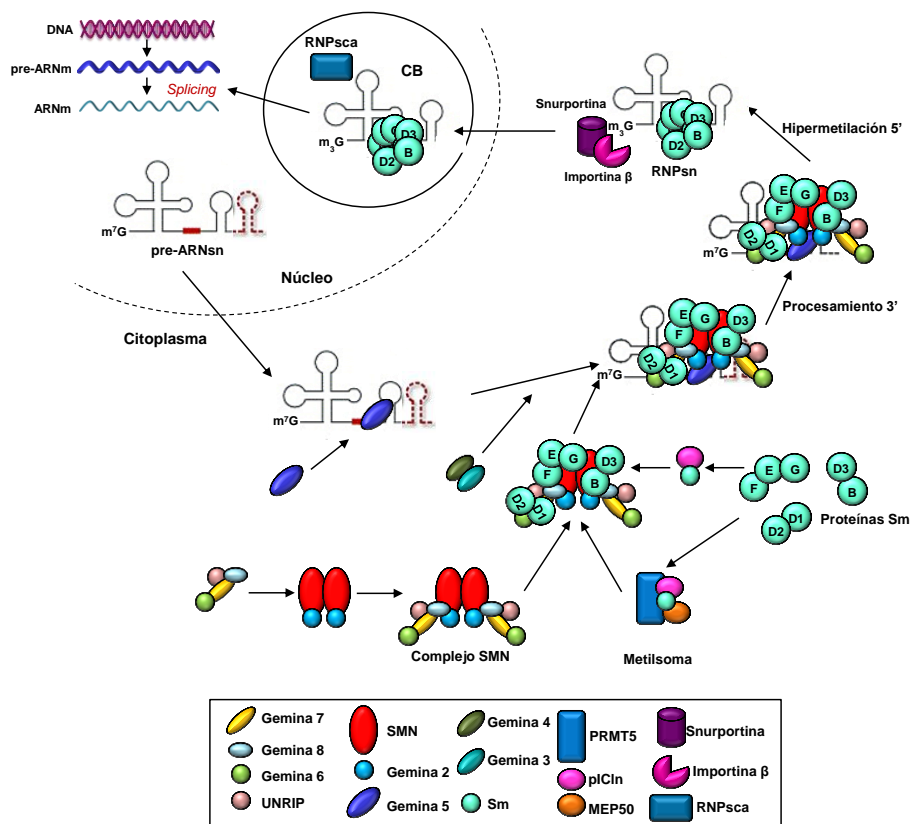 DNA
pre-ARNm
Splicing
ARNm
RNPsca
CB
m3G
D3
B
D2
Snurportina
m3G
Importina β
D3
B
D2
RNPsn
Hipermetilación 5’
E
G
D3
F
B
D2
D1
m7G
m7G
pre-ARNsn
Núcleo
Citoplasma
Procesamiento 3’
E
G
D3
F
B
D2
D1
m7G
m7G
E
G
D3
F
B
D2
D1
E
G
F
D3
B
D1
D2
Proteínas Sm
Complejo SMN
Metilsoma
Gemina 7
Gemina 8
Gemina 6
UNRIP
SMN
Gemina 2
Gemina 5
Gemina 4
Gemina 3
Sm
PRMT5
pICln
MEP50
Snurportina
Importina β
RNPsca